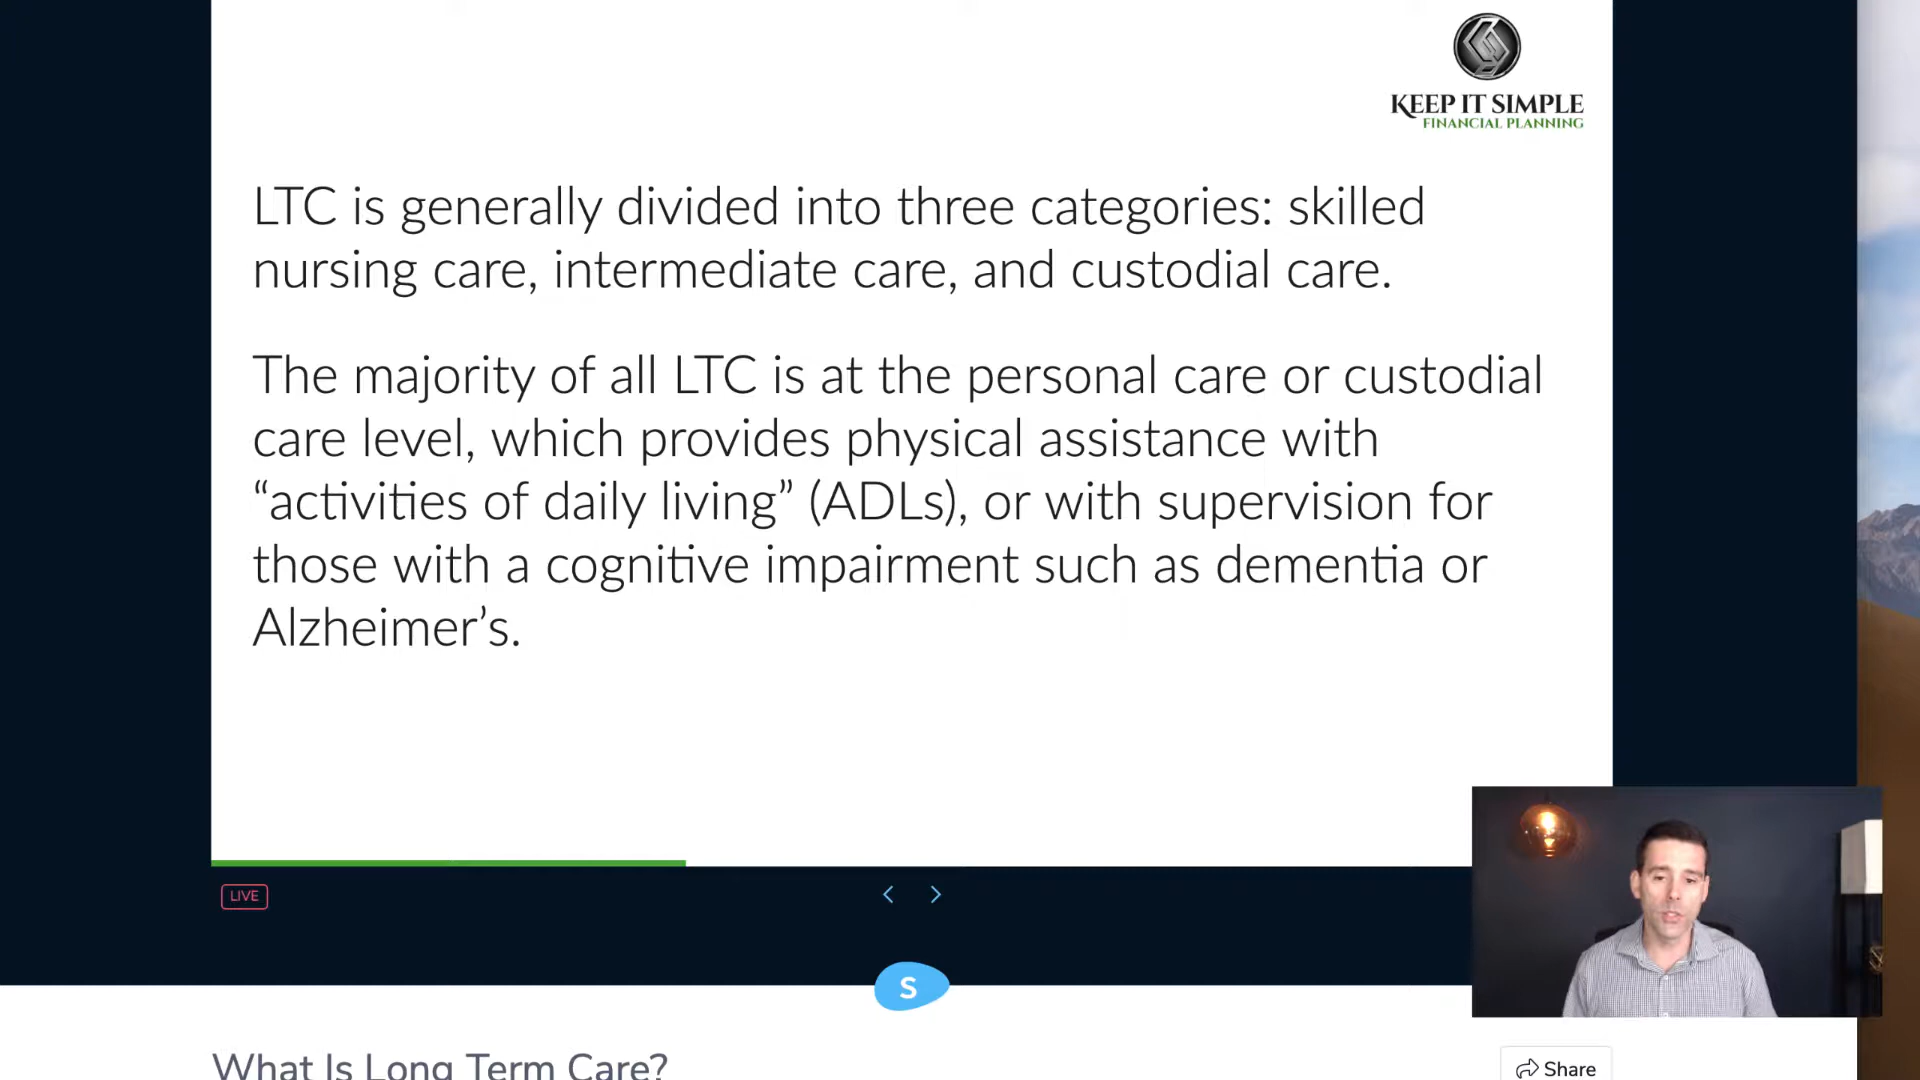 KEEP IT SIMPLE
FINANCIAL PLANNING
LTC is generally divided into three categories: skilled
nursing care, intermediate care, and custodial care.
The majority of all LTC is at the personal care or custodial
care level, which provides physical assistance with
“activities of daily living” (ADLs), or with supervision for
those with a cognitive impairment such as dementia or
Alzheimer’s.
LIVE
S
What Is Long Term Care?
Share